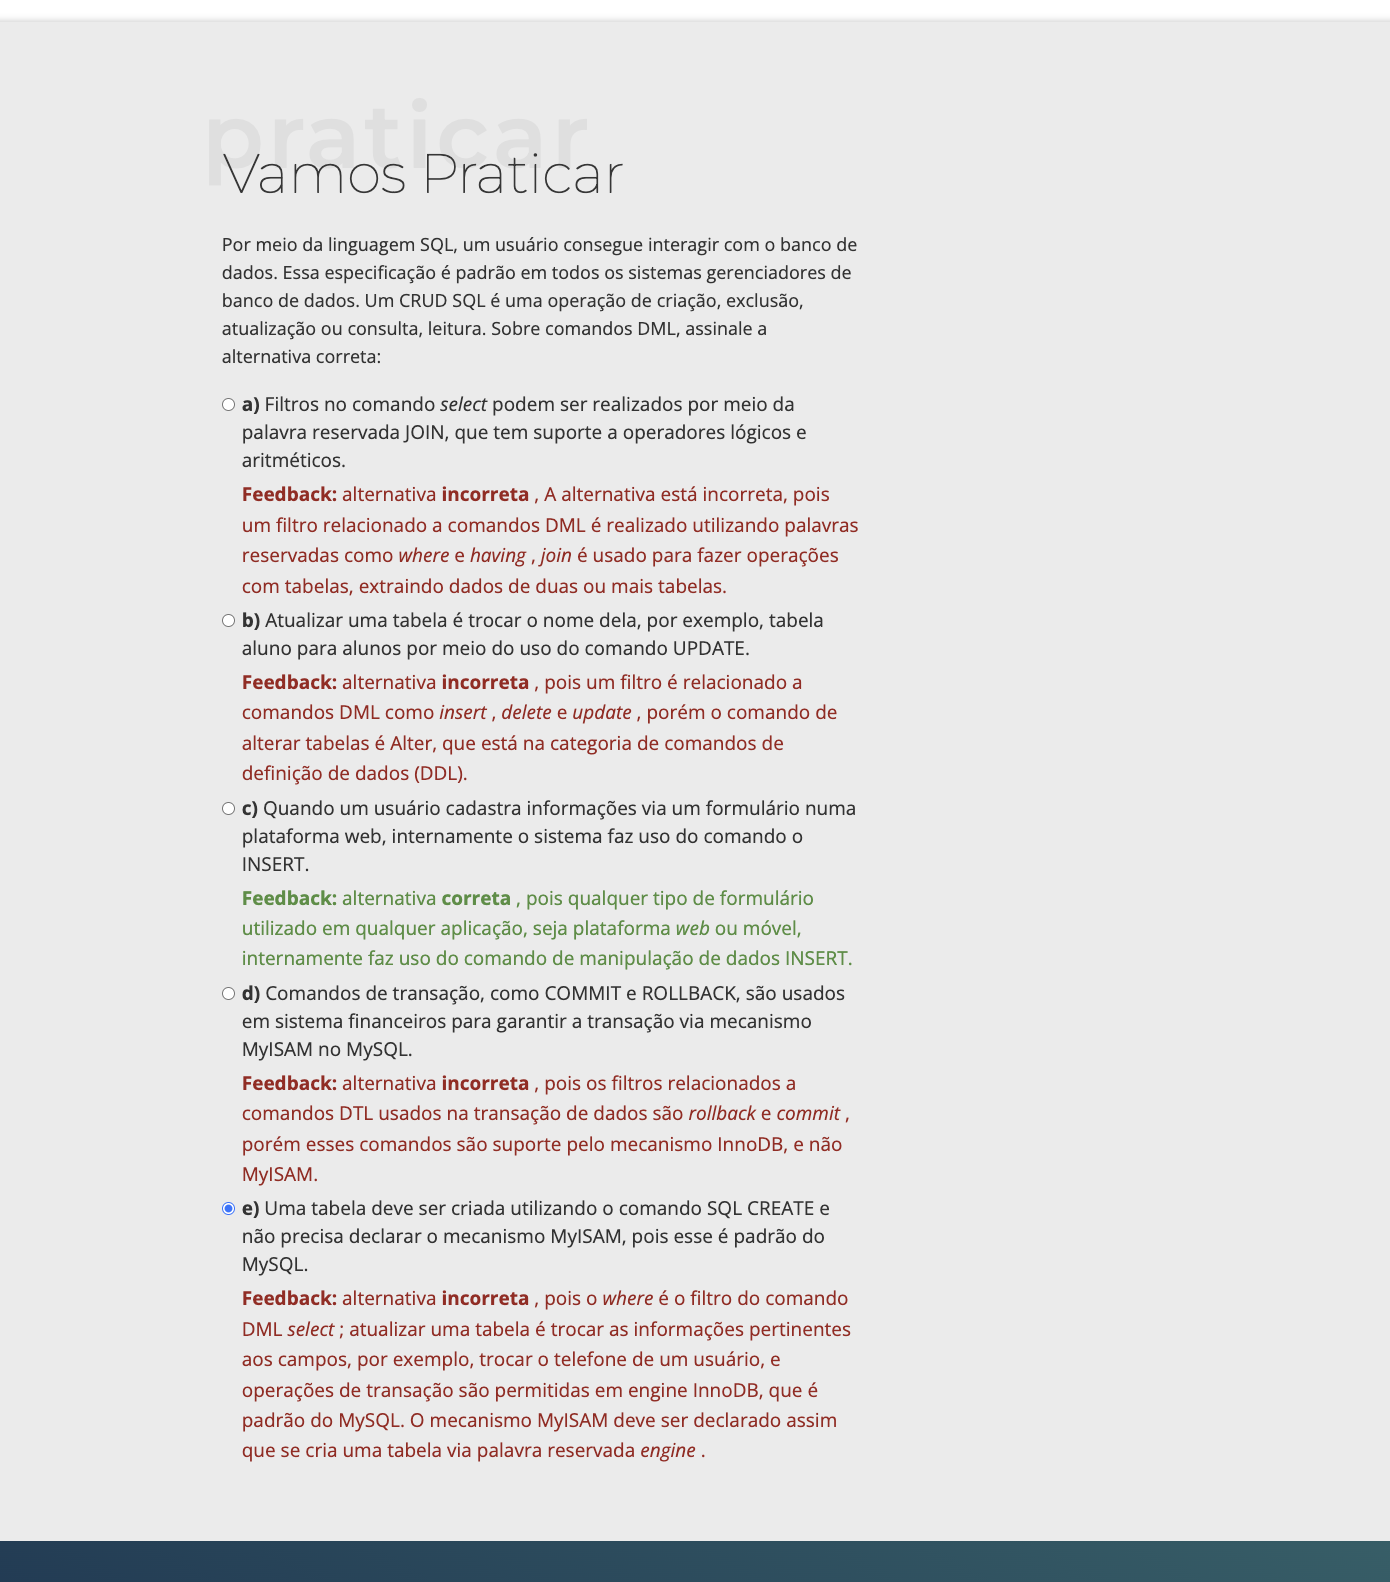 praticar
Vamos Praticar
Por meio da linguagem SQL, um usuário consegue interagir com o banco de
dados. Essa especificação é padrão em todos os sistemas gerenciadores de
banco de dados. Um CRUD SQL é uma operação de criação, exclusão,
atualização ou consulta, leitura. Sobre comandos DML, assinale a
alternativa correta:
a) Filtros no comando select podem ser realizados por meio da
palavra reservada JOIN, que tem suporte a operadores lógicos e
aritméticos.
Feedback: alternativa incorreta , A alternativa está incorreta, pois
um filtro relacionado a comandos DML é realizado utilizando palavras
reservadas como where e having , join é usado para fazer operações
com tabelas, extraindo dados de duas ou mais tabelas.
b) Atualizar uma tabela é trocar o nome dela, por exemplo, tabela
aluno para alunos por meio do uso do comando UPDATE.
Feedback: alternativa incorreta , pois um filtro é relacionado a
comandos DML como insert , delete e update , porém o comando de
alterar tabelas é Alter, que está na categoria de comandos de
definição de dados (DDL).
c) Quando um usuário cadastra informações via um formulário numa
plataforma web, internamente o sistema faz uso do comando o
INSERT.
Feedback: alternativa correta , pois qualquer tipo de formulário
utilizado em qualquer aplicação, seja plataforma web ou móvel,
internamente faz uso do comando de manipulação de dados INSERT.
d) Comandos de transação, como COMMIT e ROLLBACK, são usados
em sistema financeiros para garantir a transação via mecanismo
MyISAM no MySQL.
Feedback: alternativa incorreta , pois os filtros relacionados a
comandos DTL usados na transação de dados são rollback e commit ,
porém esses comandos são suporte pelo mecanismo InnoDB, e não
MyISAM.
e) Uma tabela deve ser criada utilizando o comando SQL CREATE e
não precisa declarar o mecanismo MyISAM, pois esse é padrão do
MySQL.
Feedback: alternativa incorreta , pois o where é o filtro do comando
DML select ; atualizar uma tabela é trocar as informações pertinentes
aos campos, por exemplo, trocar o telefone de um usuário, e
operações de transação são permitidas em engine InnoDB, que é
padrão do MySQL. O mecanismo MyISAM deve ser declarado assim
que se cria uma tabela via palavra reservada engine .